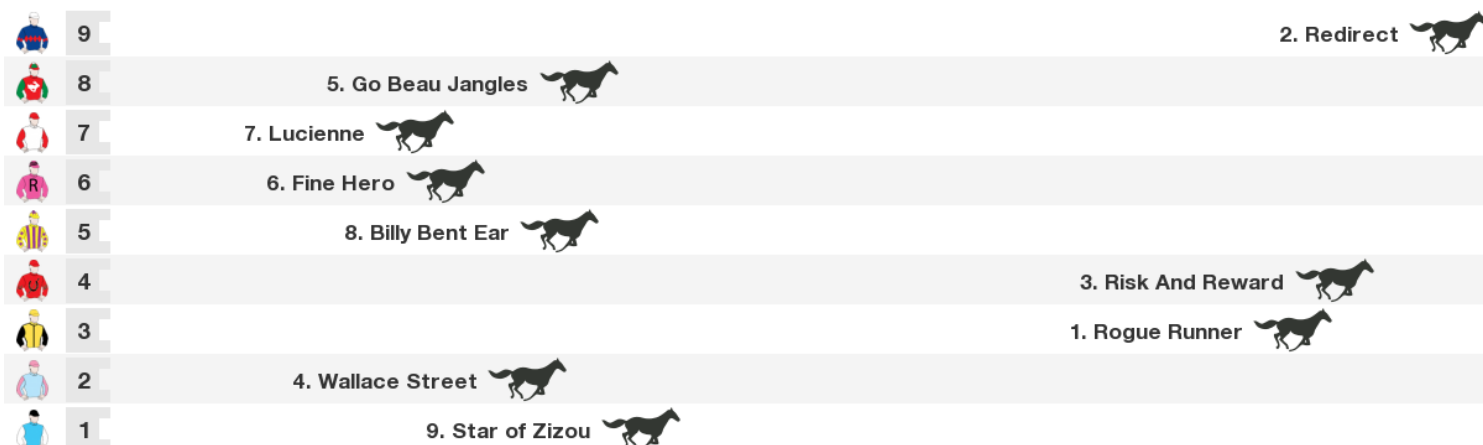 9 2. Redirect
8 5. Go Beau Jangles
7 7. Lucienne
R 6 6. Fine Hero
5 8. Billy Bent Ear
U 4 3. Risk And Reward
3 1. Rogue Runner
2 4. Wallace Street
1 9. Star of Zizou